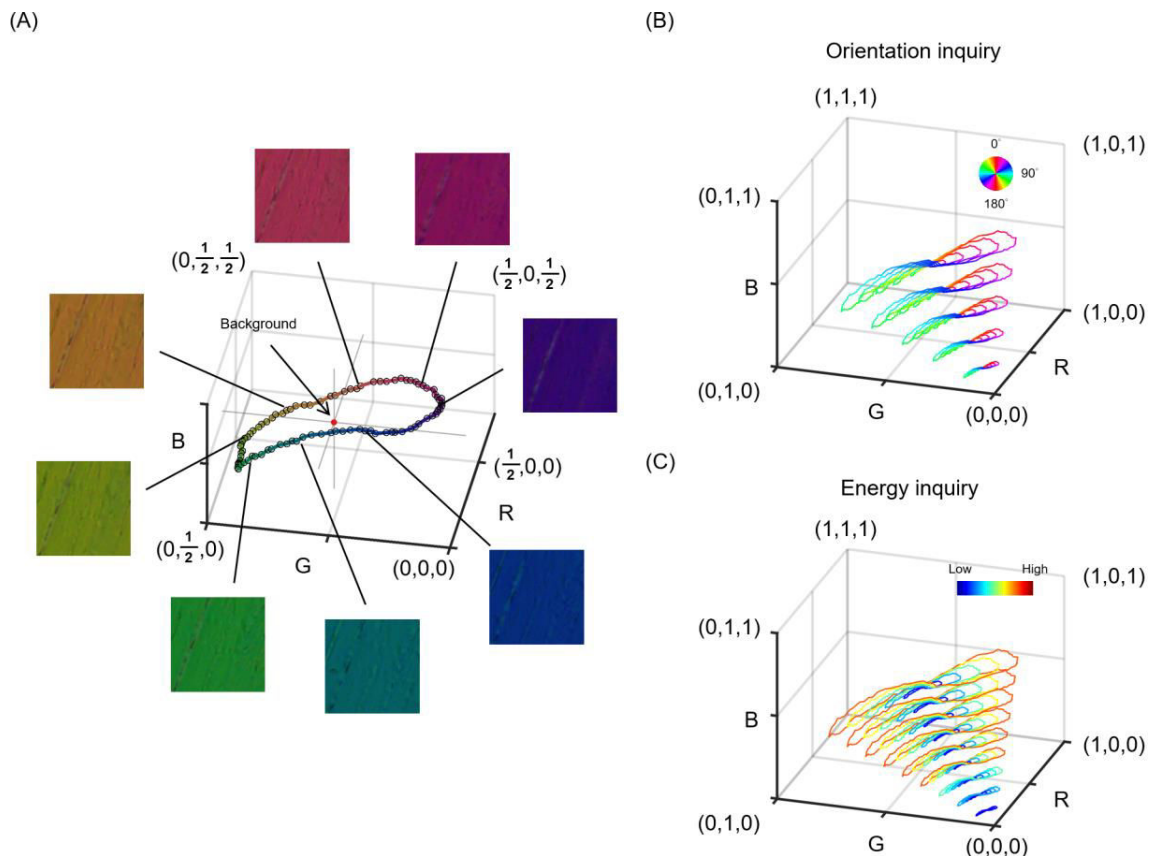 (A)
(0,1/2,1/2)
(1/2,0,1/2)
Background
B
(1/2,0,0)
R
(0,1/2,0)
G
(0,0,0)
(B)
Orientation inquiry
(1,1,1)
(1,0,1)
0°
90°
180°
(0,1,1)
B
(1,0,0)
R
(0,1,0)
G
(0,0,0)
(C)
Energy inquiry
(1,1,1)
Low High
(1,0,1)
(0,1,1)
B
(1,0,0)
R
(0,1,0)
G
(0,0,0)